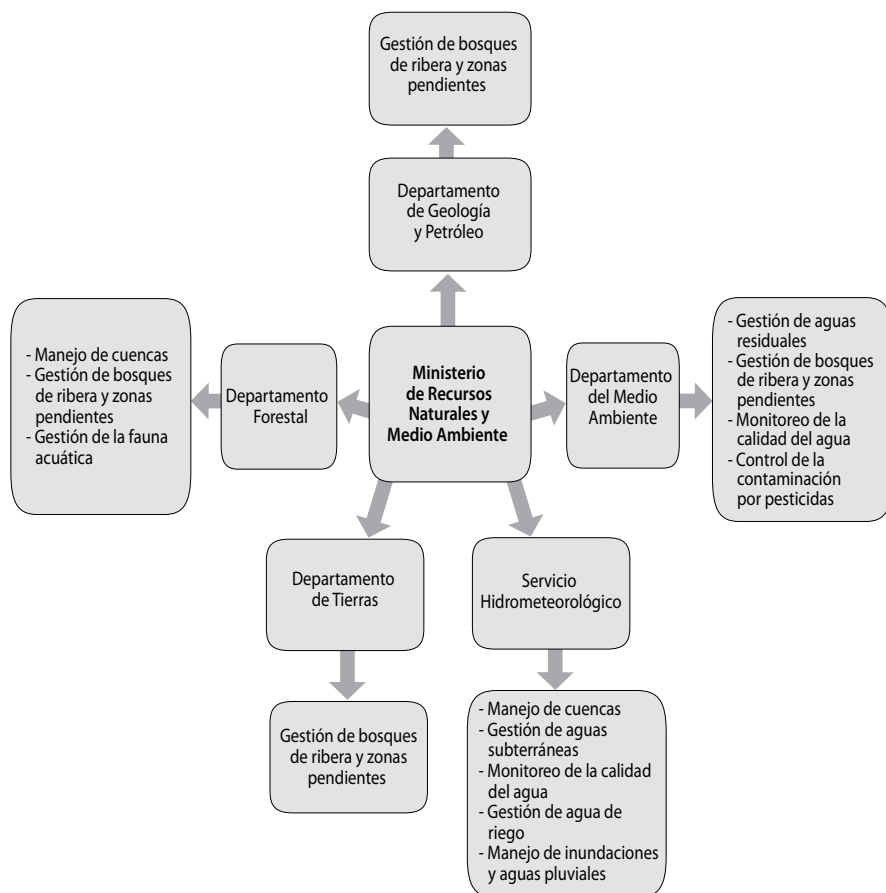 Gestión de bosques
de ribera y zonas
pendientes
Departamento
de Geología
y Petróleo
- Manejo de cuencas
- Gestión de bosques
de ribera y zonas
pendientes
- Gestión de la fauna
acuática
Departamento
Forestal
Ministerio
de Recursos
Naturales y
Medio Ambiente
Departamento
del Medio
Ambiente
- Gestión de aguas
residuales
- Gestión de bosques
de ribera y zonas
pendientes
- Monitoreo de la
calidad del agua
- Control de la
contaminación
por pesticidas
Departamento
de Tierras
Servicio
Hidrometeorológico
Gestión de bosques
de ribera y zonas
pendientes
- Manejo de cuencas
- Gestión de aguas
subterráneas
- Monitoreo de la calidad
del agua
- Gestión de agua de
riego
- Manejo de inundaciones
y aguas pluviales